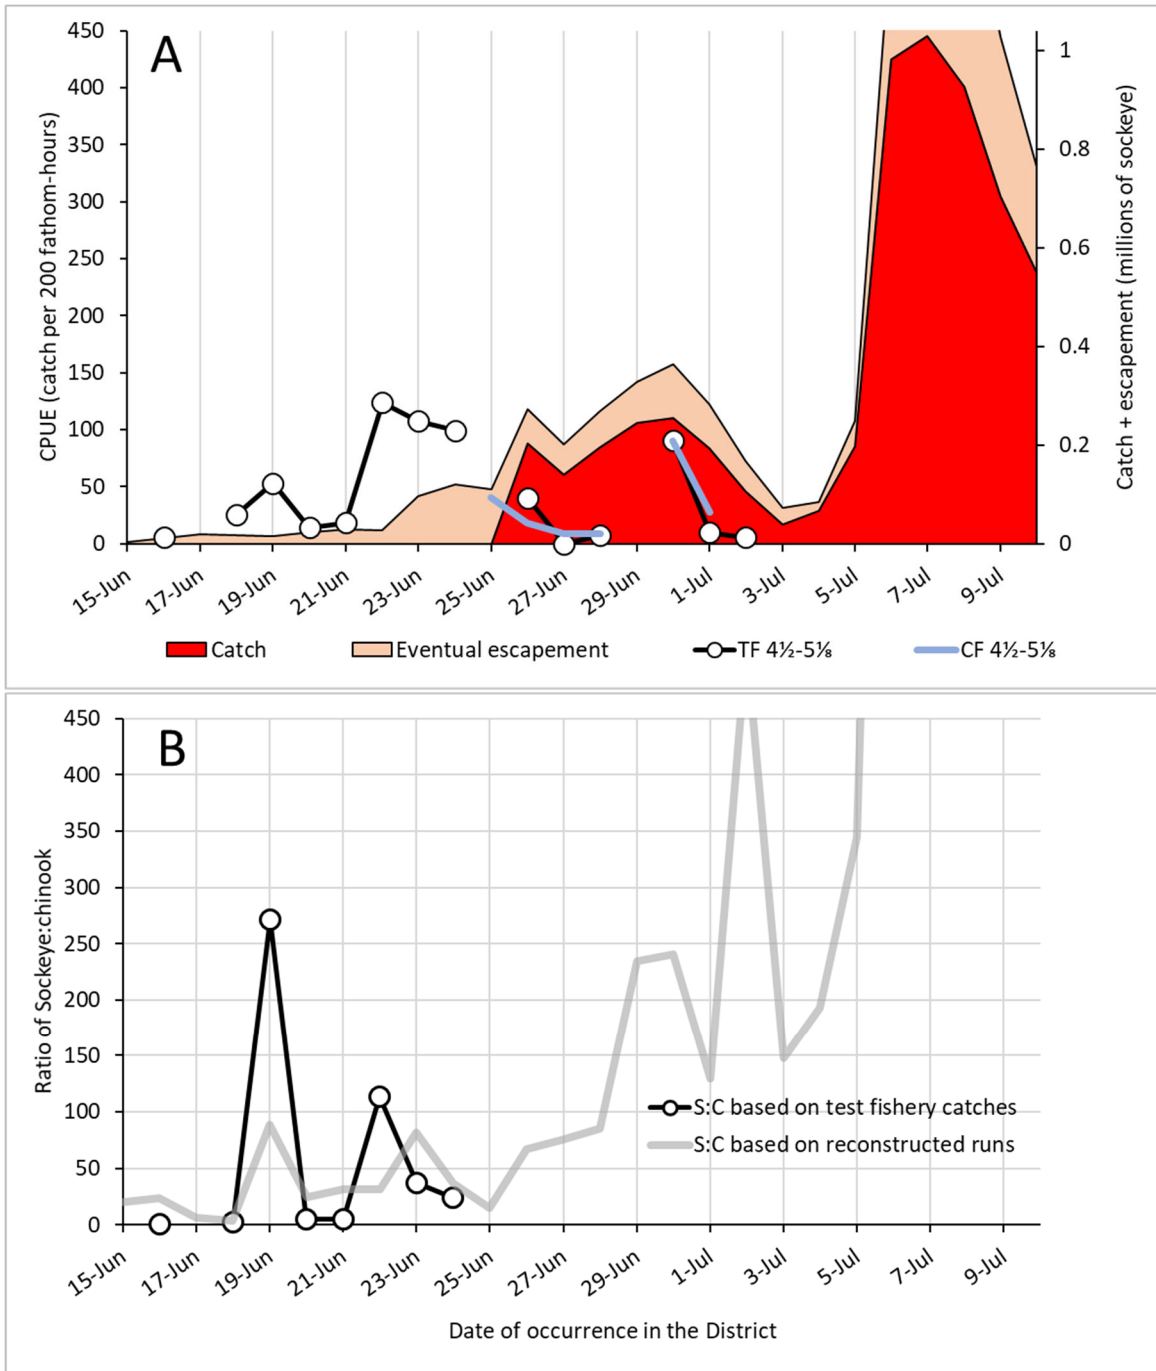 A
450
400
350
300
250
200
150
100
50
0
CPUE (catch per 200 fathom-hours)
1
0.8
0.6
0.4
0.2
0
Catch + escapement (millions of sockeye)
15-Jun 17-Jun 19-Jun 21-Jun 23-Jun 25-Jun 27-Jun 29-Jun 1-Jul 3-Jul 5-Jul 7-Jul 9-Jul
Catch Eventual escapement TF 4½-5⅛ CF 4½-5⅛
B
450
400
350
300
250
200
150
100
50
0
Ratio of Sockeye:chinook
S:C based on test fishery catches
S:C based on reconstructed runs
15-Jun 17-Jun 19-Jun 21-Jun 23-Jun 25-Jun 27-Jun 29-Jun 1-Jul 3-Jul 5-Jul 7-Jul 9-Jul
Date of occurrence in the District